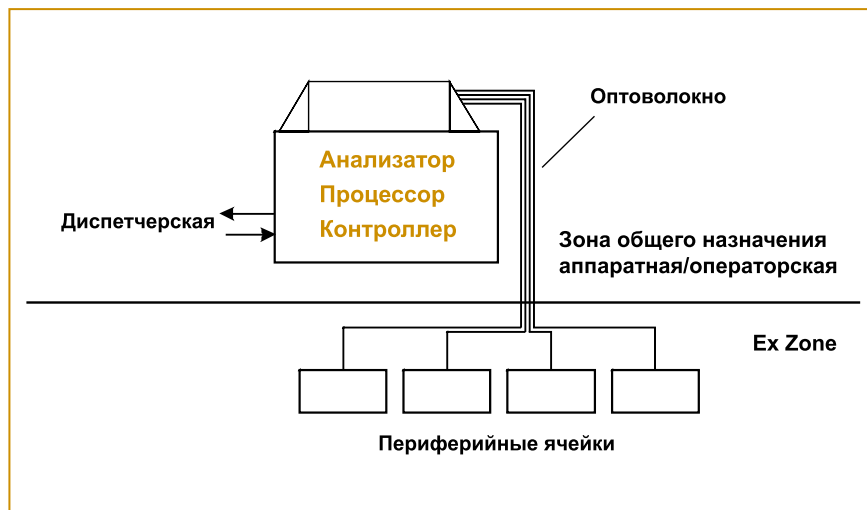 Оптоволокно
Анализатор
Процессор
Контроллер
Диспетчерская
Зона общего назначения
аппаратная/операторская
Ex Zone
Периферийные ячейки